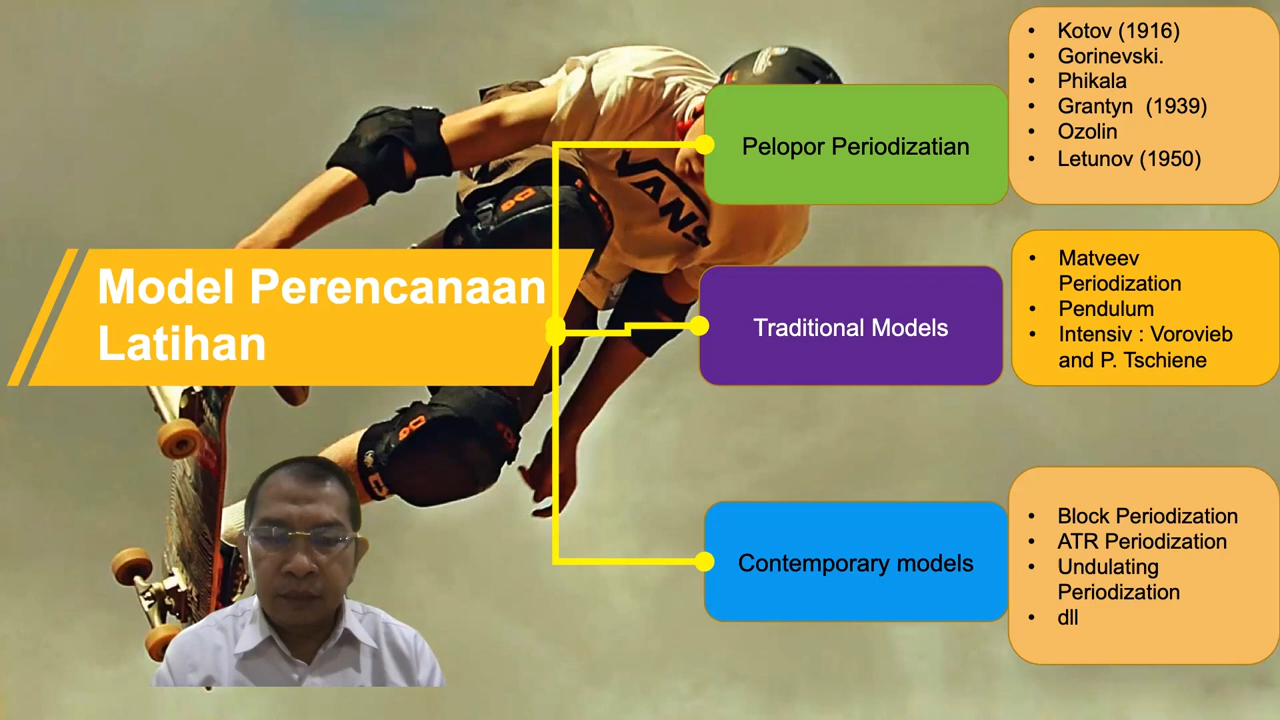 Model Perencanaan
Latihan
Pelopor Periodizatian
• Kotov (1916)
• Gorinevski.
• Phikala
• Grantyn (1939)
• Ozolin
• Letunov (1950)
Traditional Models
• Matveev
Periodization
• Pendulum
• Intensiv : Vorovieb
and P. Tschiene
Contemporary models
• Block Periodization
• ATR Periodization
• Undulating
Periodization
• dll
VANS